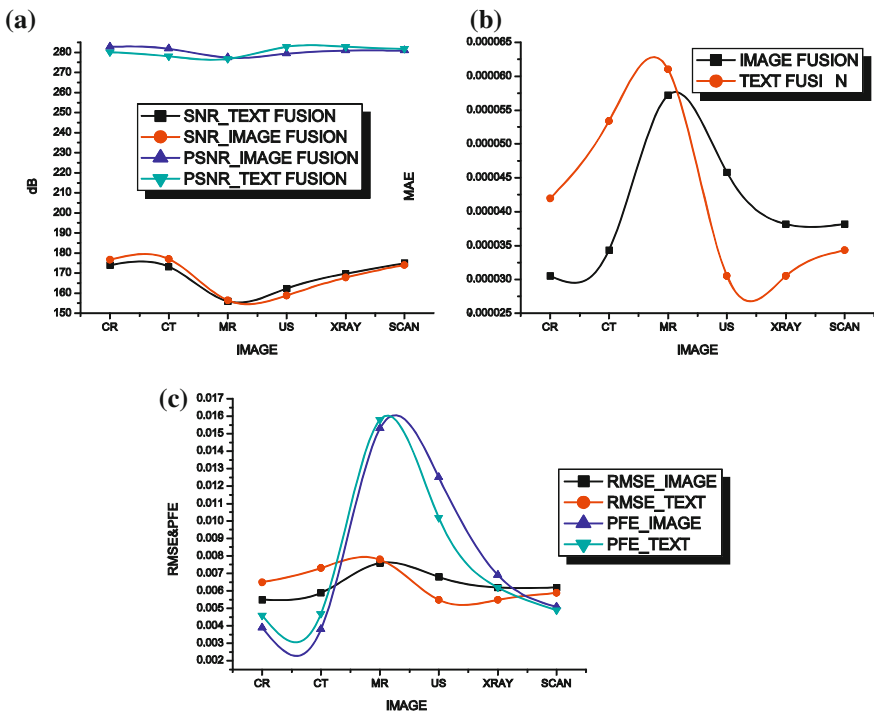 (a)
290
280
270
260
250
240
230
220
210
200
190
180
170
160
150
dB
SNR_TEXT FUSION
SNR_IMAGE FUSION
PSNR_IMAGE FUSION
PSNR_TEXT FUSION
CR CT MR US XRAY SCAN
IMAGE
(b)
0.000065
0.000060
0.000055
0.000050
0.000045
0.000040
0.000035
0.000030
0.000025
MAE
IMAGE FUSION
TEXT FUSI N
CR CT MR US XRAY SCAN
IMAGE
(c)
0.017
0.016
0.015
0.014
0.013
0.012
0.011
0.010
0.009
0.008
0.007
0.006
0.005
0.004
0.003
0.002
RMSE&PFE
RMSE_IMAGE
RMSE_TEXT
PFE_IMAGE
PFE_TEXT
CR CT MR US XRAY SCAN
IMAGE